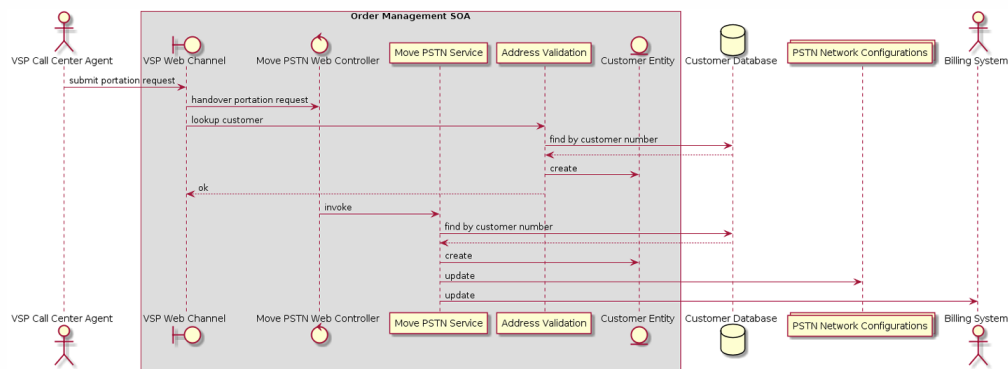 Order Management SOA
VSP Call Center Agent
VSP Web Channel
Move PSTN Web Controller
Move PSTN Service
Address Validation
Customer Entity
Customer Database
PSTN Network Configurations
Billing System
submit portation request
handover portation request
lookup customer
find by customer number
create
ok
invoke
find by customer number
create
update
update
VSP Call Center Agent
VSP Web Channel
Move PSTN Web Controller
Move PSTN Service
Address Validation
Customer Entity
Customer Database
PSTN Network Configurations
Billing System